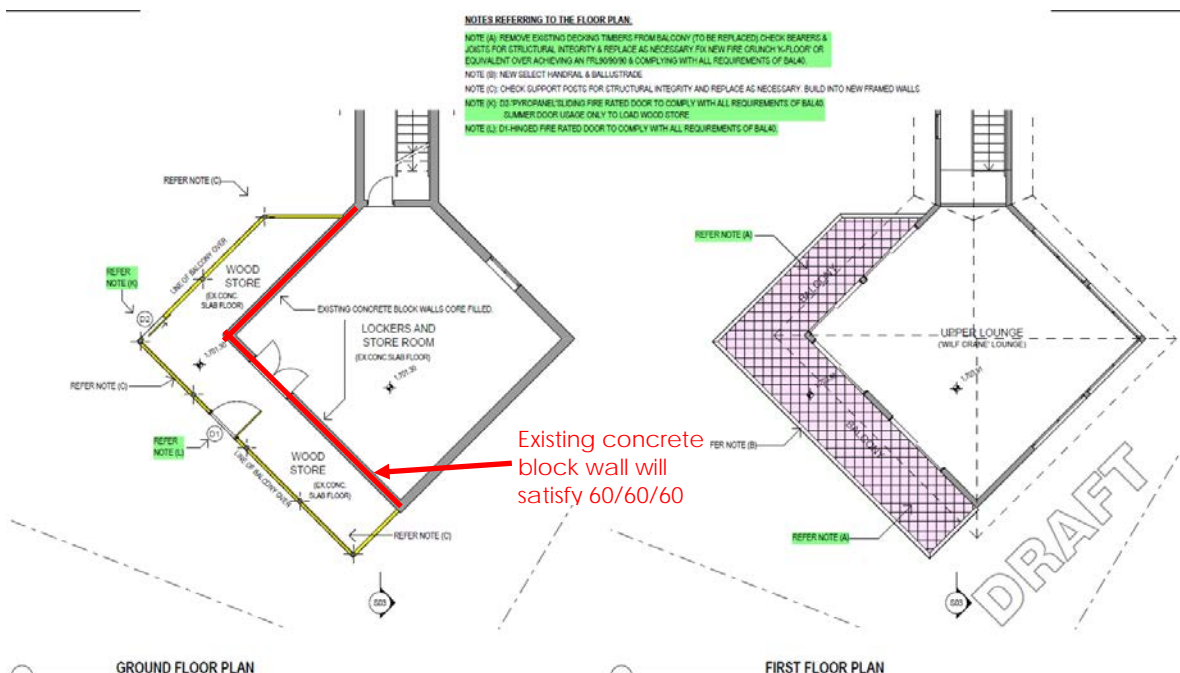 NOTES REFERRING TO THE FLOOR PLAN:
NOTE (A): REMOVE EXISTING DECKING TIMBERS FROM BALCONY (TO BE REPLACED).CHECK BEARERS &
JOISTS FOR STRUCTURAL INTEGRITY & REPLACE AS NECESSARY.FIX NEW FIRE CRUNCH 'K-FLOOR' OR
EQUIVALENT OVER ACHIEVING AN FRL90/90/90 & COMPLYING WITH ALL REQUIREMENTS OF BAL40.
NOTE (B): NEW SELECT HANDRAIL & BALLUSTRADE
NOTE (C): CHECK SUPPORT POSTS FOR STRUCTURAL INTEGRITY AND REPLACE AS NECESSARY. BUILD INTO NEW FRAMED WALLS
NOTE (K): D2-'PYROPANEL'SLIDING FIRE RATED DOOR TO COMPLY WITH ALL REQUIREMENTS OF BAL40.
SUMMER DOOR USAGE ONLY TO LOAD WOOD STORE
NOTE (L): D1-HINGED FIRE RATED DOOR TO COMPLY WITH ALL REQUIREMENTS OF BAL40.
REFER NOTE (C)
LINE OF BALCONY OVER
REFER
NOTE (K)
WOOD
STORE
(EX.CONC.
SLAB FLOOR)
D2
EXISTING CONCRETE BLOCK WALLS CORE FILLED.
LOCKERS AND
STORE ROOM
(EX.CONC.SLAB FLOOR)
1,701.30
1,701.30
REFER NOTE (C)
REFER
NOTE (L)
D1
LINE OF BALCONY OVER
WOOD
STORE
(EX.CONC.
SLAB FLOOR)
REFER NOTE (C)
Existing concrete
block wall will
satisfy 60/60/60
S03
GROUND FLOOR PLAN
REFER NOTE (A)
BALCONY
UPPER LOUNGE
('WILF CRANE' LOUNGE)
BALCONY
FER NOTE (B)
REFER NOTE (A)
DRAFT
S03
FIRST FLOOR PLAN